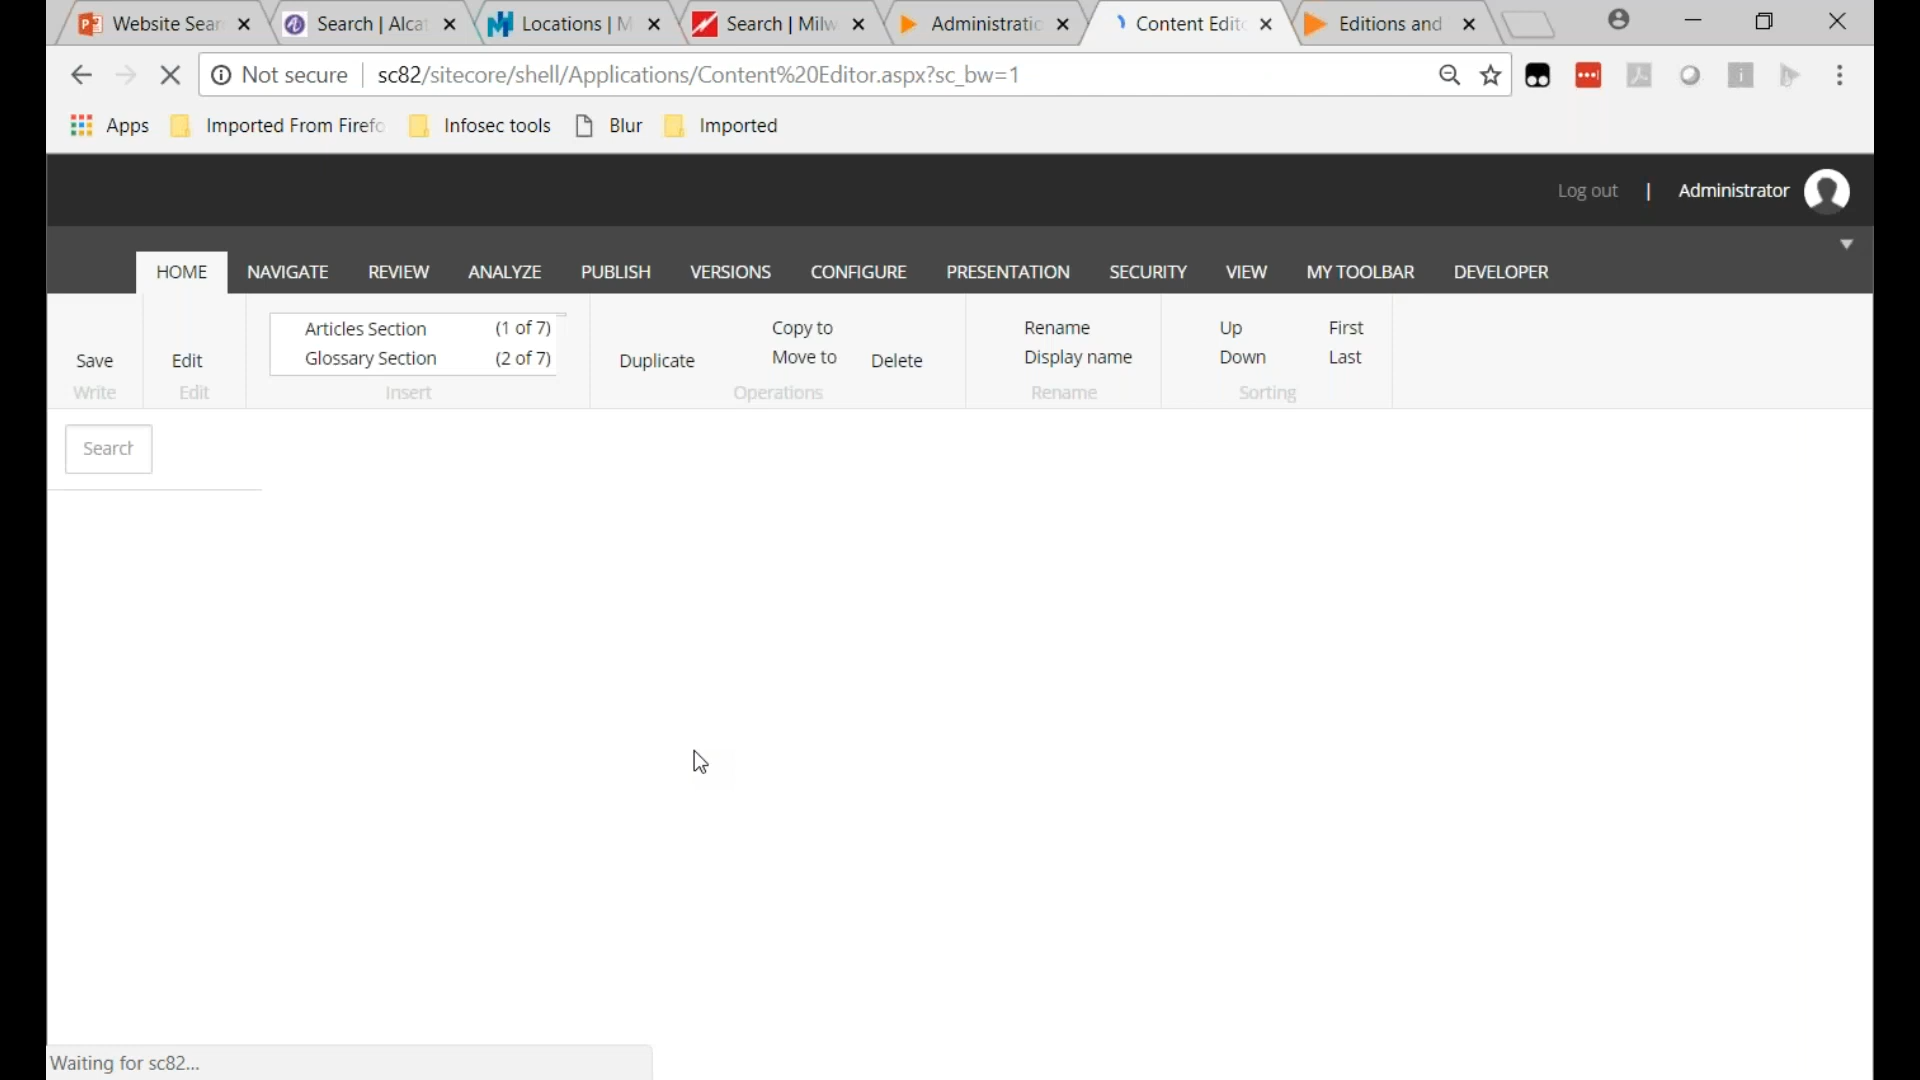 Website Sear
Search | Alcat
Locations | M
Search | Milw
Administratic
Content Edit
Editions and
Not secure
sc82/sitecore/shell/Applications/Content%20Editor.aspx?sc_bw=1
Apps
Imported From Firefo
Infosec tools
Blur
Imported
Log out | Administrator
HOME NAVIGATE REVIEW ANALYZE PUBLISH VERSIONS CONFIGURE PRESENTATION SECURITY VIEW MY TOOLBAR DEVELOPER
Save
Write
Edit
Edit
Articles Section (1 of 7)
Glossary Section (2 of 7)
Insert
Duplicate
Copy to
Move to
Delete
Operations
Rename
Display name
Rename
Up
Down
First
Last
Sorting
Search
Waiting for sc82...